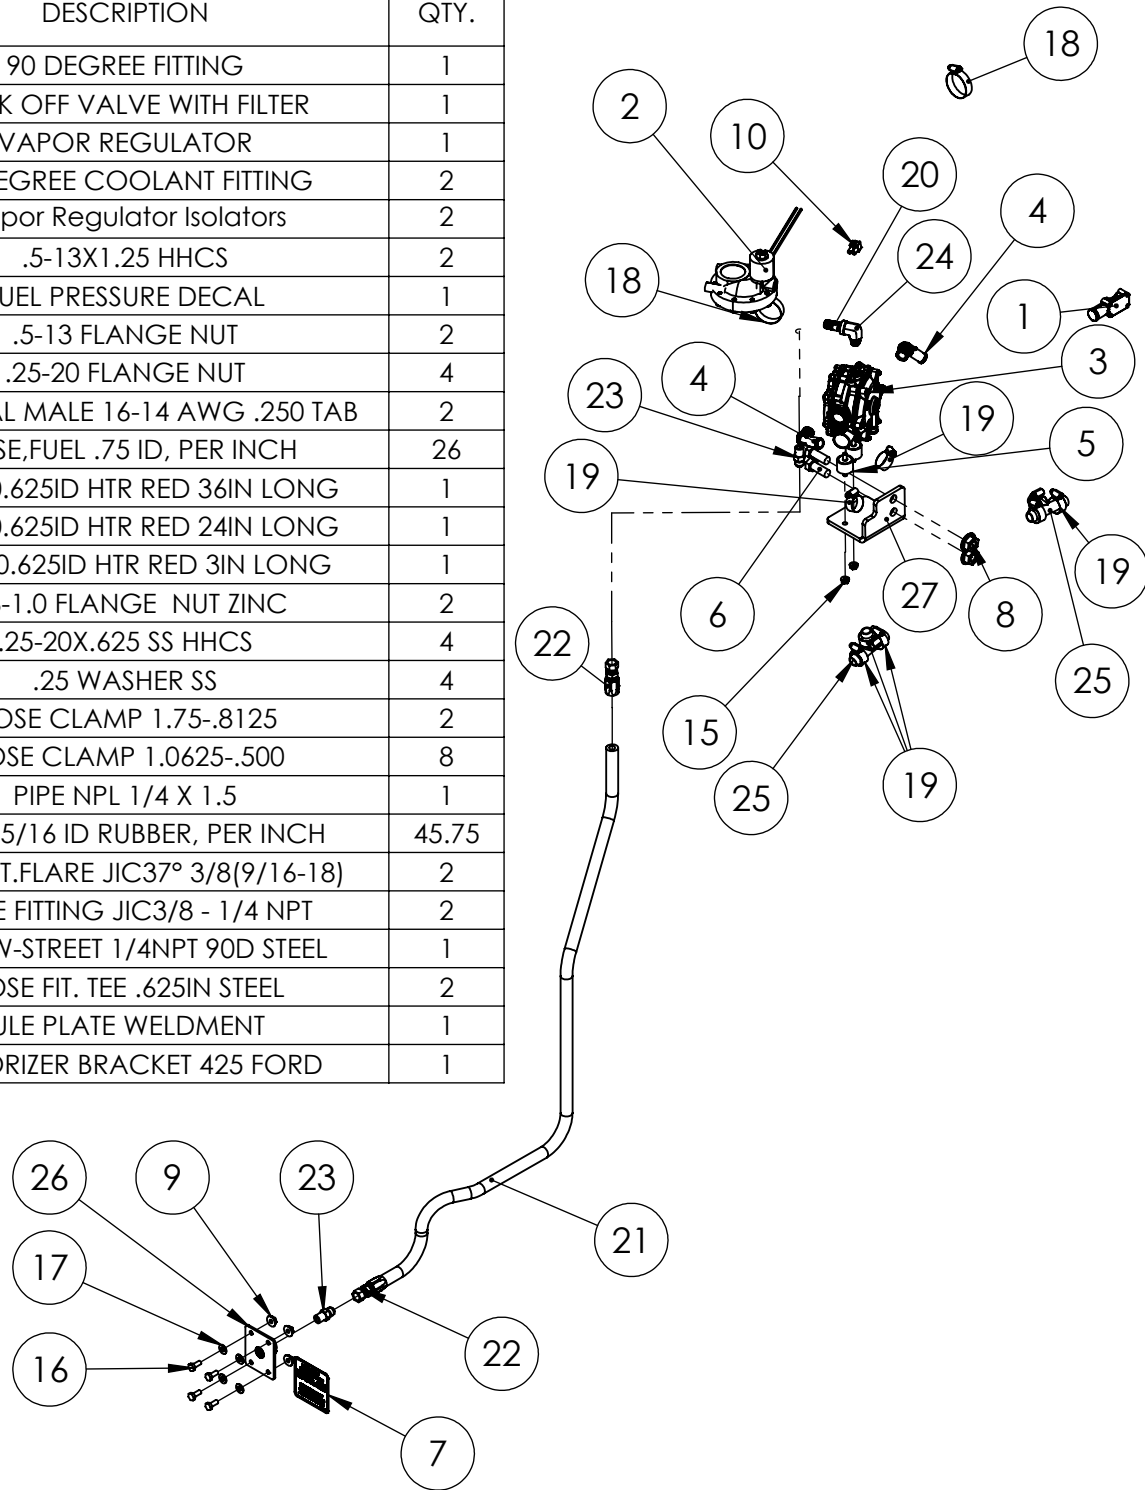 DESCRIPTION QTY.
90 DEGREE FITTING 1
K OFF VALVE WITH FILTER 1
VAPOR REGULATOR 1
EGREE COOLANT FITTING 2
por Regulator Isolators 2
.5-13X1.25 HHCS 2
UEL PRESSURE DECAL 1
.5-13 FLANGE NUT 2
.25-20 FLANGE NUT 4
AL MALE 16-14 AWG .250 TAB 2
SE,FUEL .75 ID, PER INCH 26
0.625ID HTR RED 36IN LONG 1
0.625ID HTR RED 24IN LONG 1
0.625ID HTR RED 3IN LONG 1
-1.0 FLANGE NUT ZINC 2
.25-20X.625 SS HHCS 4
.25 WASHER SS 4
OSE CLAMP 1.75-.8125 2
OSE CLAMP 1.0625-.500 8
PIPE NPL 1/4 X 1.5 1
5/16 ID RUBBER, PER INCH 45.75
T.FLARE JIC37° 3/8(9/16-18) 2
E FITTING JIC3/8 - 1/4 NPT 2
W-STREET 1/4NPT 90D STEEL 1
OSE FIT. TEE .625IN STEEL 2
ULE PLATE WELDMENT 1
ORIZER BRACKET 425 FORD 1
18
2
10
20
4
24
18
1
3
4
23
19
5
19
19
27
6
8
22
25
15
25
19
26
9
23
21
17
22
16
7